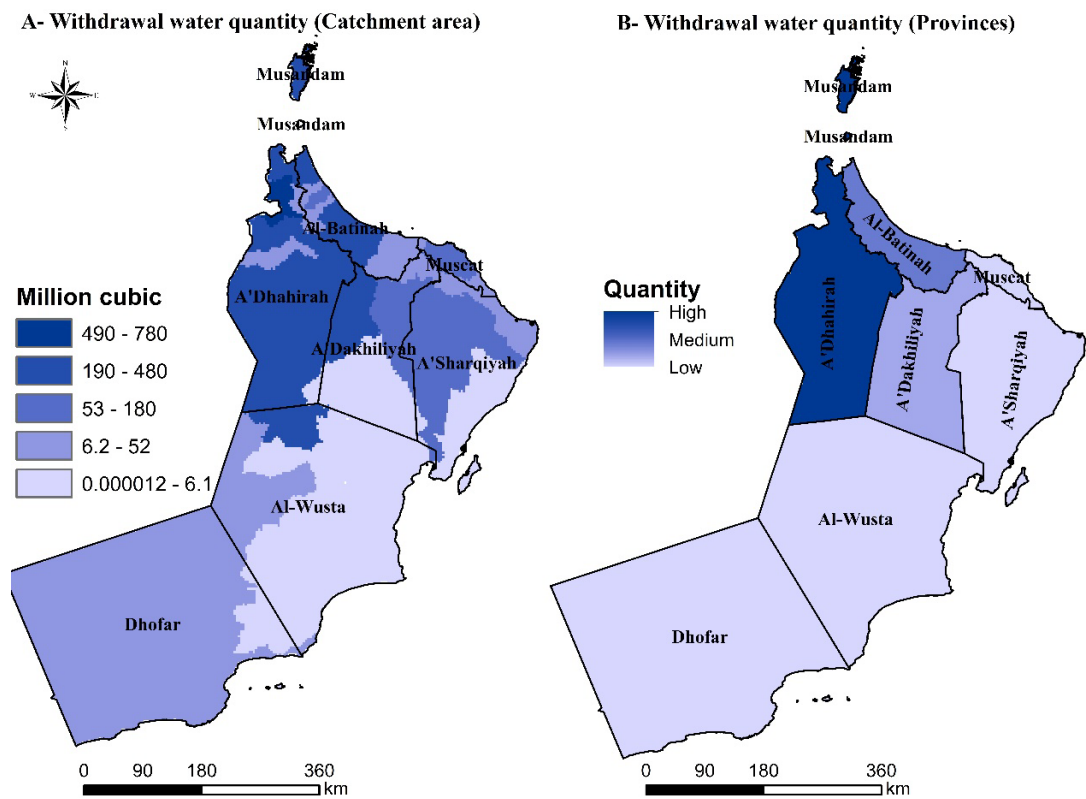 A- Withdrawal water quantity (Catchment area)
N
W
E
S
Musandam
Musandam
Al-Batinah
Muscat
A'Dhahirah
A'Dakhiliyah
A'Sharqiyah
Al-Wusta
Dhofar
Million cubic
490 - 780
190 - 480
53 - 180
6.2 - 52
0.000012 - 6.1
0 90 180 360
km
B- Withdrawal water quantity (Provinces)
Musandam
Musandam
Al-Batinah
Muscat
A'Dhahirah
A'Dakhiliyah
A'Sharqiyah
Al-Wusta
Dhofar
Quantity
High
Medium
Low
0 90 180 360
km